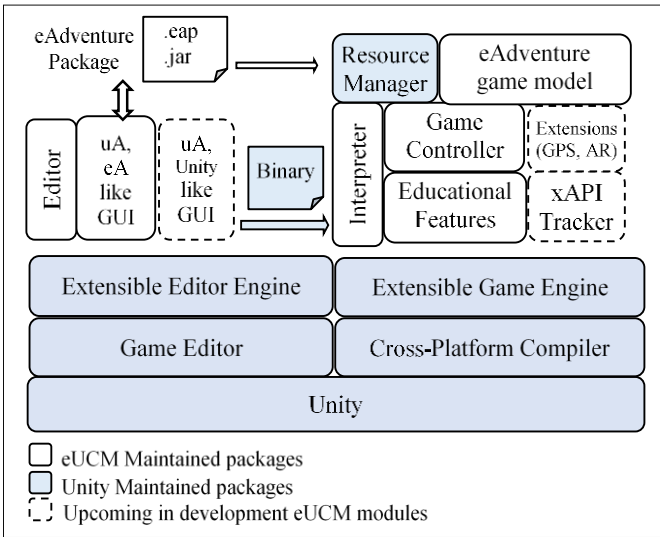 eAdventure
Package
.eap
.jar
Resource
Manager
eAdventure
game model
Editor
uA,
eA
like
GUI
uA,
Unity
like
GUI
Binary
Interpreter
Game
Controller
Extensions
(GPS, AR)
Educational
Features
xAPI
Tracker
Extensible Editor Engine
Extensible Game Engine
Game Editor
Cross-Platform Compiler
Unity
eUCM Maintained packages
Unity Maintained packages
Upcoming in development eUCM modules